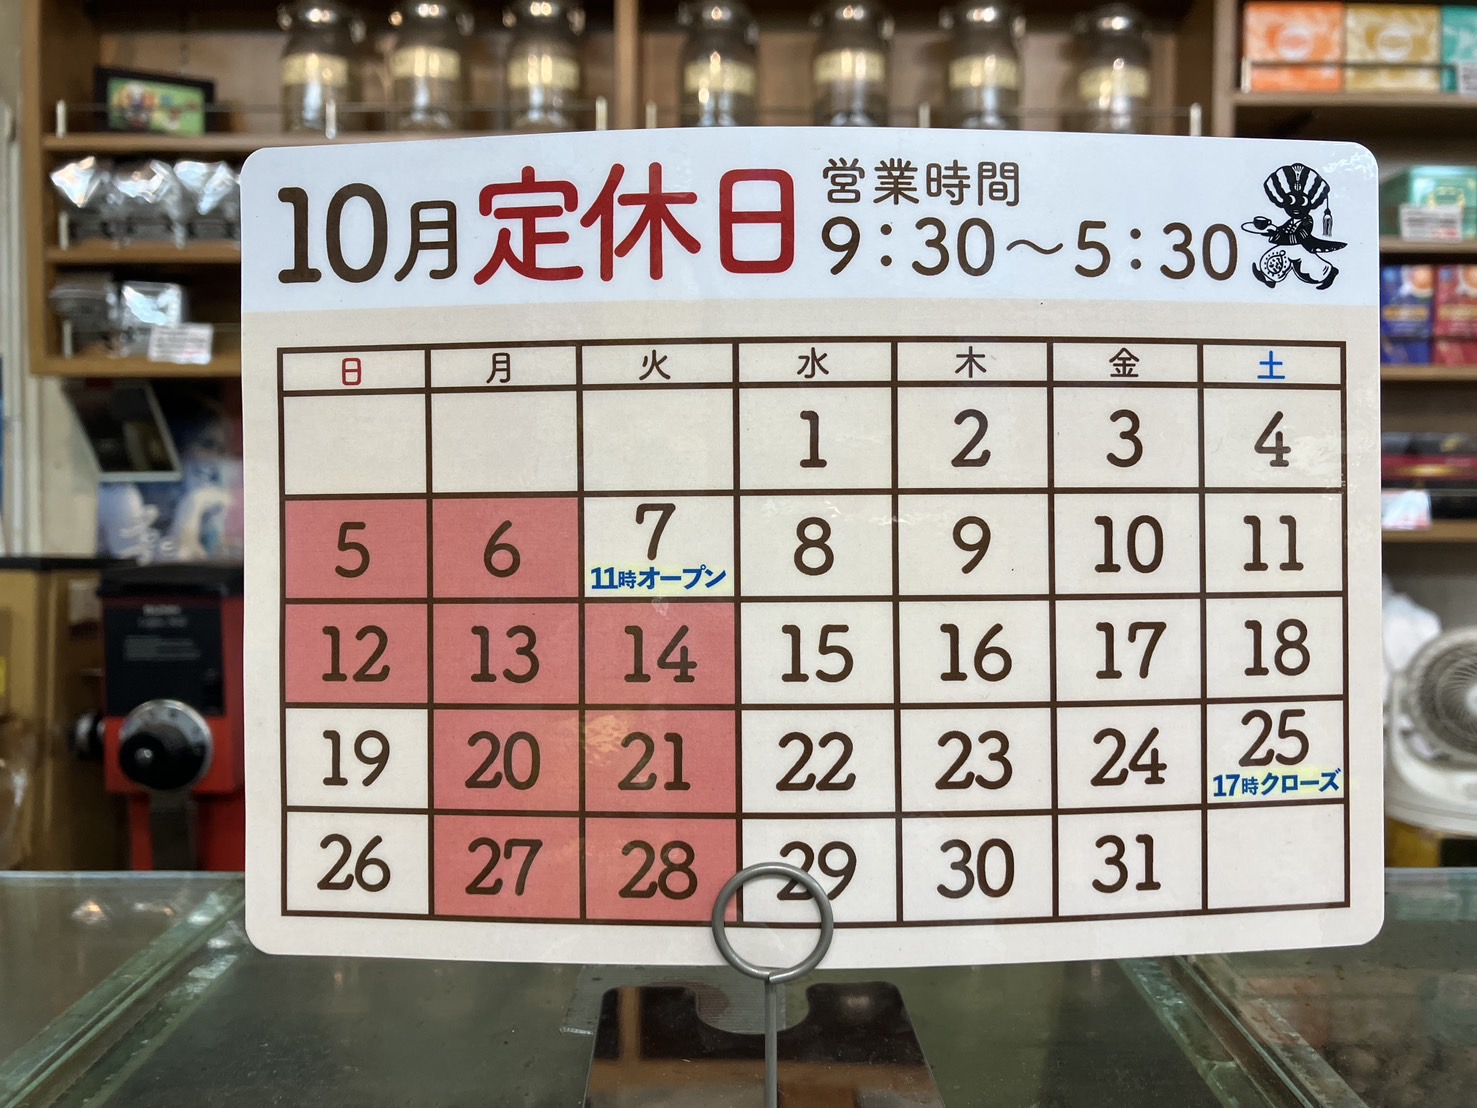 10月定休日
営業時間
9:30～5:30
日 月 火 水 木 金 土
1 2 3 4
5 6 7 8 9 10 11
11時オープン
12 13 14 15 16 17 18
19 20 21 22 23 24 25
17時クローズ
26 27 28 29 30 31